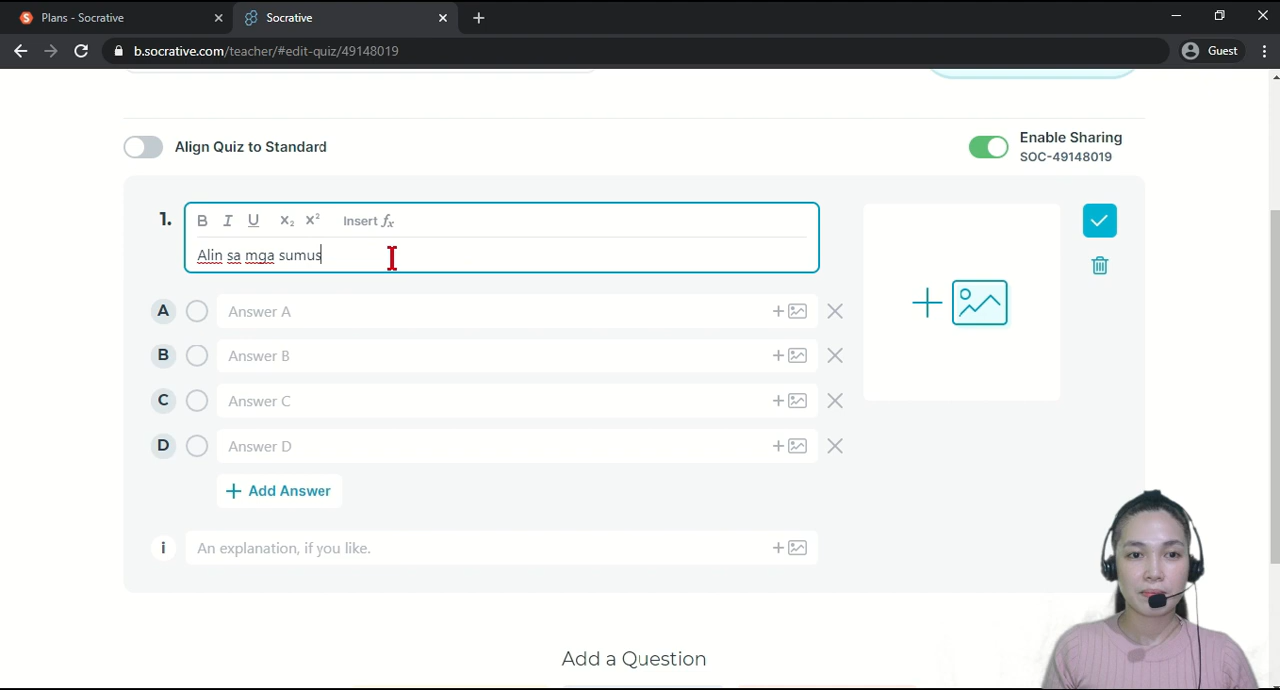 Plans - Socrative
Socrative
b.socrative.com/teacher/#edit-quiz/49148019
Guest
Align Quiz to Standard
Enable Sharing
SOC-49148019
1.
B I U X₂ X² Insert fx
Alin sa mga sumus
A Answer A
B Answer B
C Answer C
D Answer D
+ Add Answer
i An explanation, if you like.
Add a Question